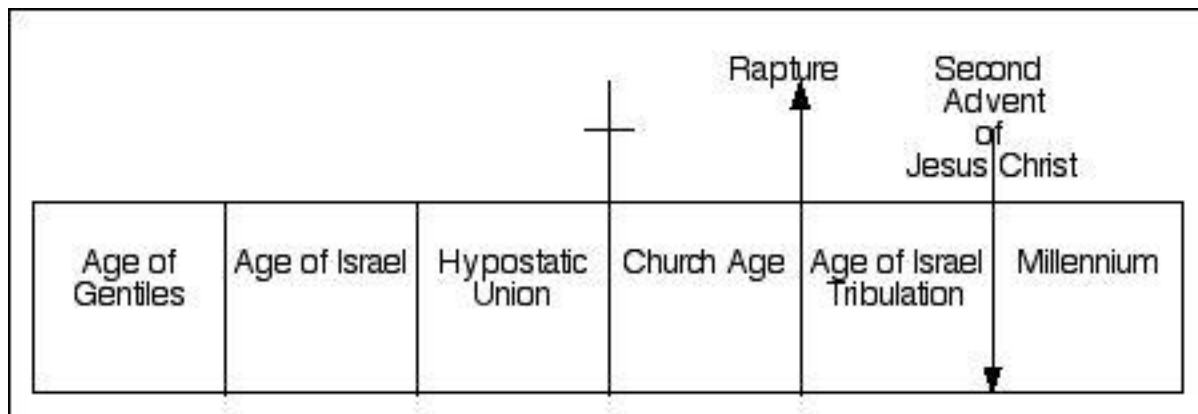 Rapture
Second
Advent
of
Jesus Christ
Age of
Gentiles
Age of Israel
Hypostatic
Union
Church Age
Age of Israel
Tribulation
Millennium